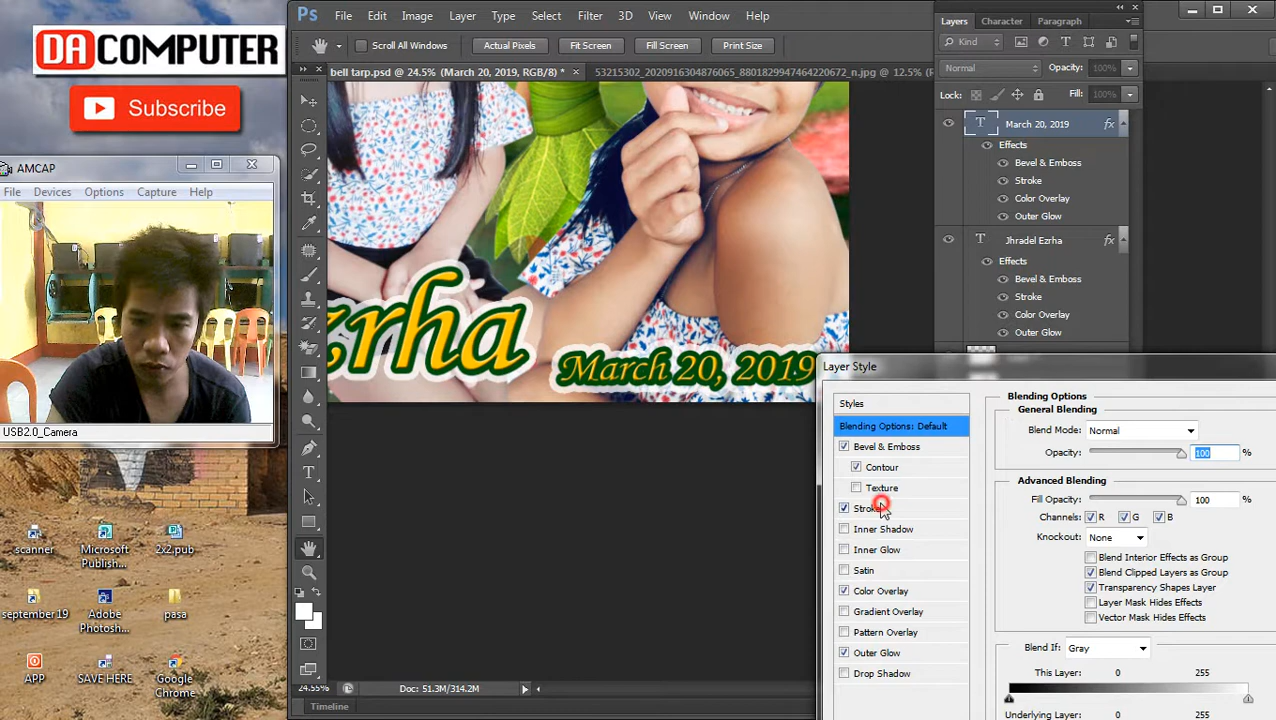 DA COMPUTER
Subscribe
AMCAP
File Devices Options Capture Help
USB2.0_Camera
scanner
Microsoft Publish...
2x2.pub
september 19
Adobe Photosh...
pasa
APP
SAVE HERE
Google Chrome
Ps File Edit Image Layer Type Select Filter 3D View Window Help
Scroll All Windows Actual Pixels Fit Screen Fill Screen Print Size
bell tarp.psd @ 24.5% (March 20, 2019, RGB/8) * × 53215302_2020916304876065_8801829947464220672_n.jpg @ 12.5% (R
zrha
March 20, 2019
24.55% Doc: 51.3M/314.2M
Timeline
Layers Character Paragraph
Kind
Normal Opacity: 100%
Lock: Fill: 100%
T March 20, 2019 fx
Effects
Bevel & Emboss
Stroke
Color Overlay
Outer Glow
T Jhradel Ezrha fx
Effects
Bevel & Emboss
Stroke
Color Overlay
Outer Glow
Layer Style
Styles
Blending Options: Default
Bevel & Emboss
Contour
Texture
Stroke
Inner Shadow
Inner Glow
Satin
Color Overlay
Gradient Overlay
Pattern Overlay
Outer Glow
Drop Shadow
Blending Options
General Blending
Blend Mode: Normal
Opacity: 100 %
Advanced Blending
Fill Opacity: 100 %
Channels: R G B
Knockout: None
Blend Interior Effects as Group
Blend Clipped Layers as Group
Transparency Shapes Layer
Layer Mask Hides Effects
Vector Mask Hides Effects
Blend If: Gray
This Layer: 0 255
Underlying Layer: 0 255